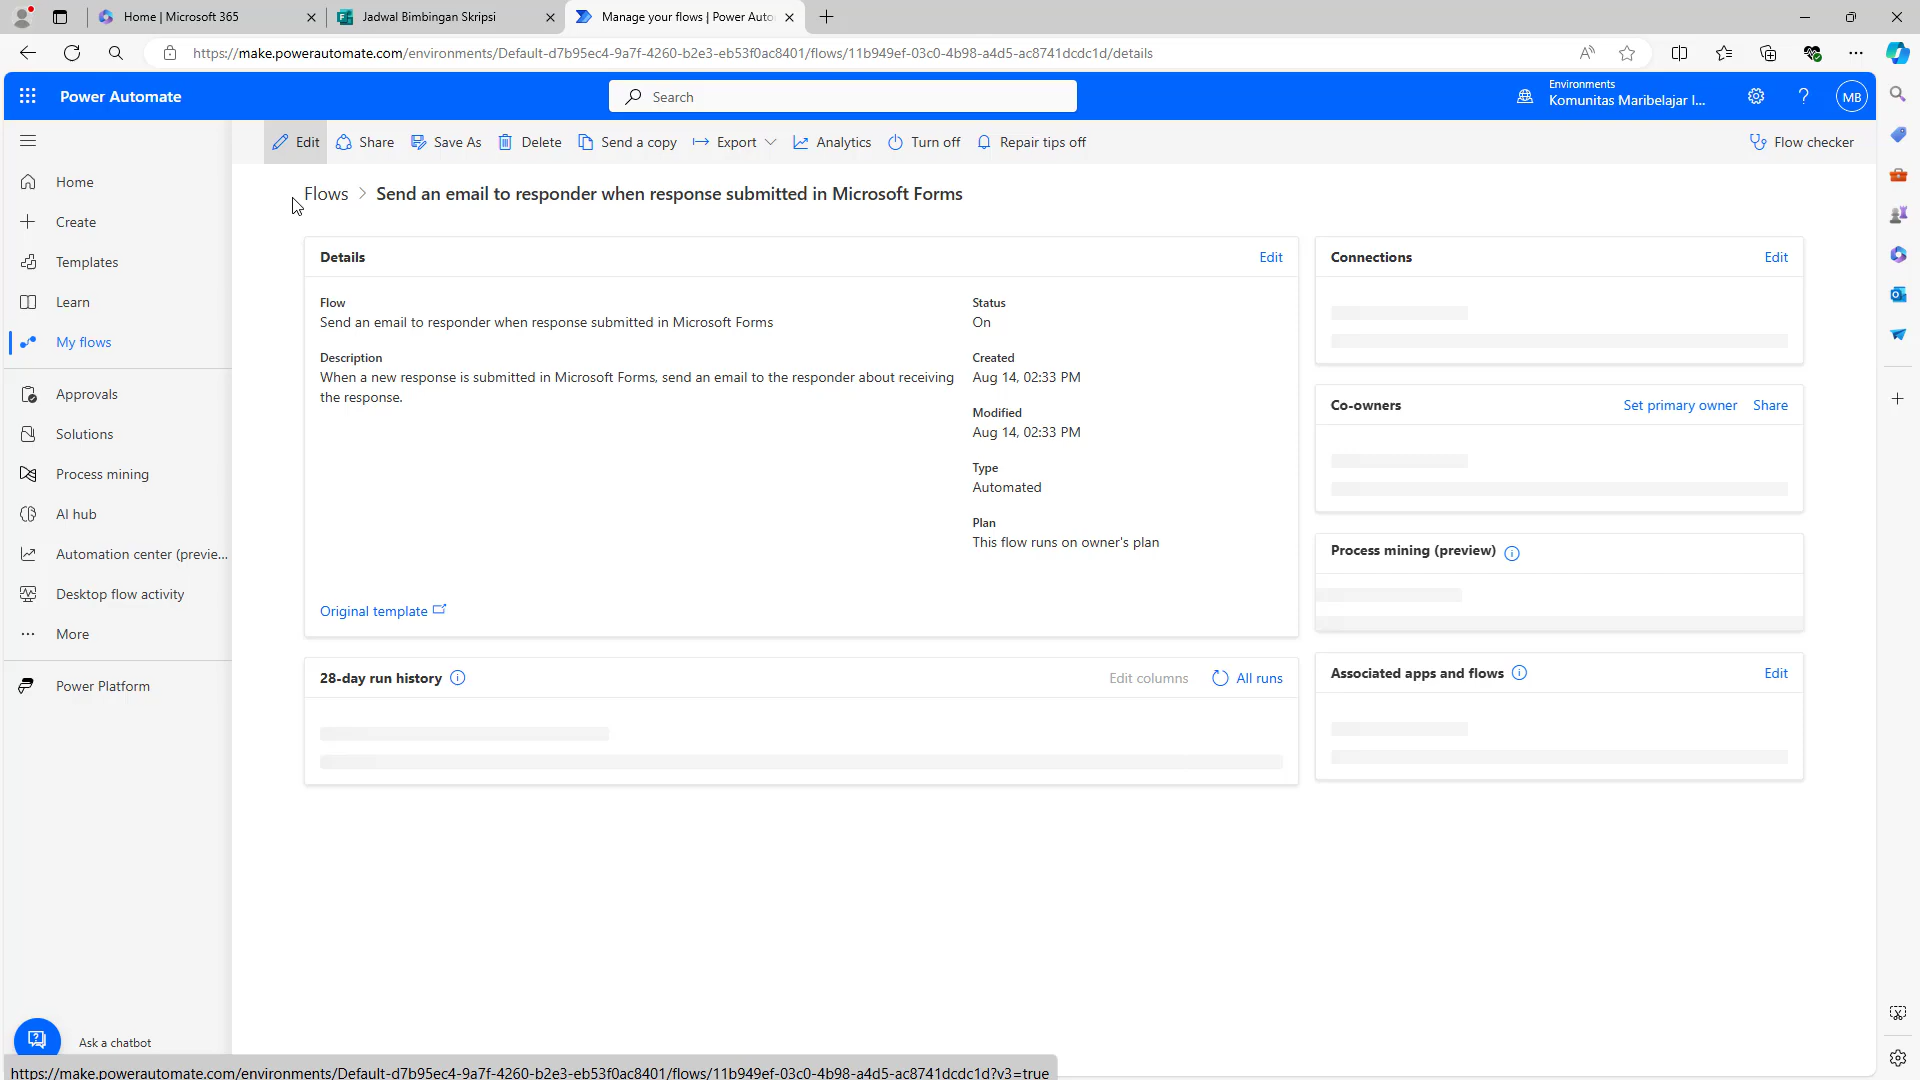 Home | Microsoft 365
Jadwal Bimbingan Skripsi
Manage your flows | Power Auto
https://make.powerautomate.com/environments/Default-d7b95ec4-9a7f-4260-b2e3-eb53f0ac8401/flows/11b949ef-03c0-4b98-a4d5-ac8741dcdc1d/details
Power Automate
Search
Environments
Komunitas Maribelajar I...
MB
Edit
Share
Save As
Delete
Send a copy
Export
Analytics
Turn off
Repair tips off
Flow checker
Home
Create
Templates
Learn
My flows
Approvals
Solutions
Process mining
AI hub
Automation center (previe...
Desktop flow activity
More
Power Platform
Ask a chatbot
Flows > Send an email to responder when response submitted in Microsoft Forms
Details
Edit
Flow
Send an email to responder when response submitted in Microsoft Forms
Description
When a new response is submitted in Microsoft Forms, send an email to the responder about receiving
the response.
Status
On
Created
Aug 14, 02:33 PM
Modified
Aug 14, 02:33 PM
Type
Automated
Plan
This flow runs on owner's plan
Original template
28-day run history
Edit columns
All runs
Connections
Edit
Co-owners
Set primary owner
Share
Process mining (preview)
Associated apps and flows
Edit
https://make.powerautomate.com/environments/Default-d7b95ec4-9a7f-4260-b2e3-eb53f0ac8401/flows/11b949ef-03c0-4b98-a4d5-ac8741dcdc1d?v3=true